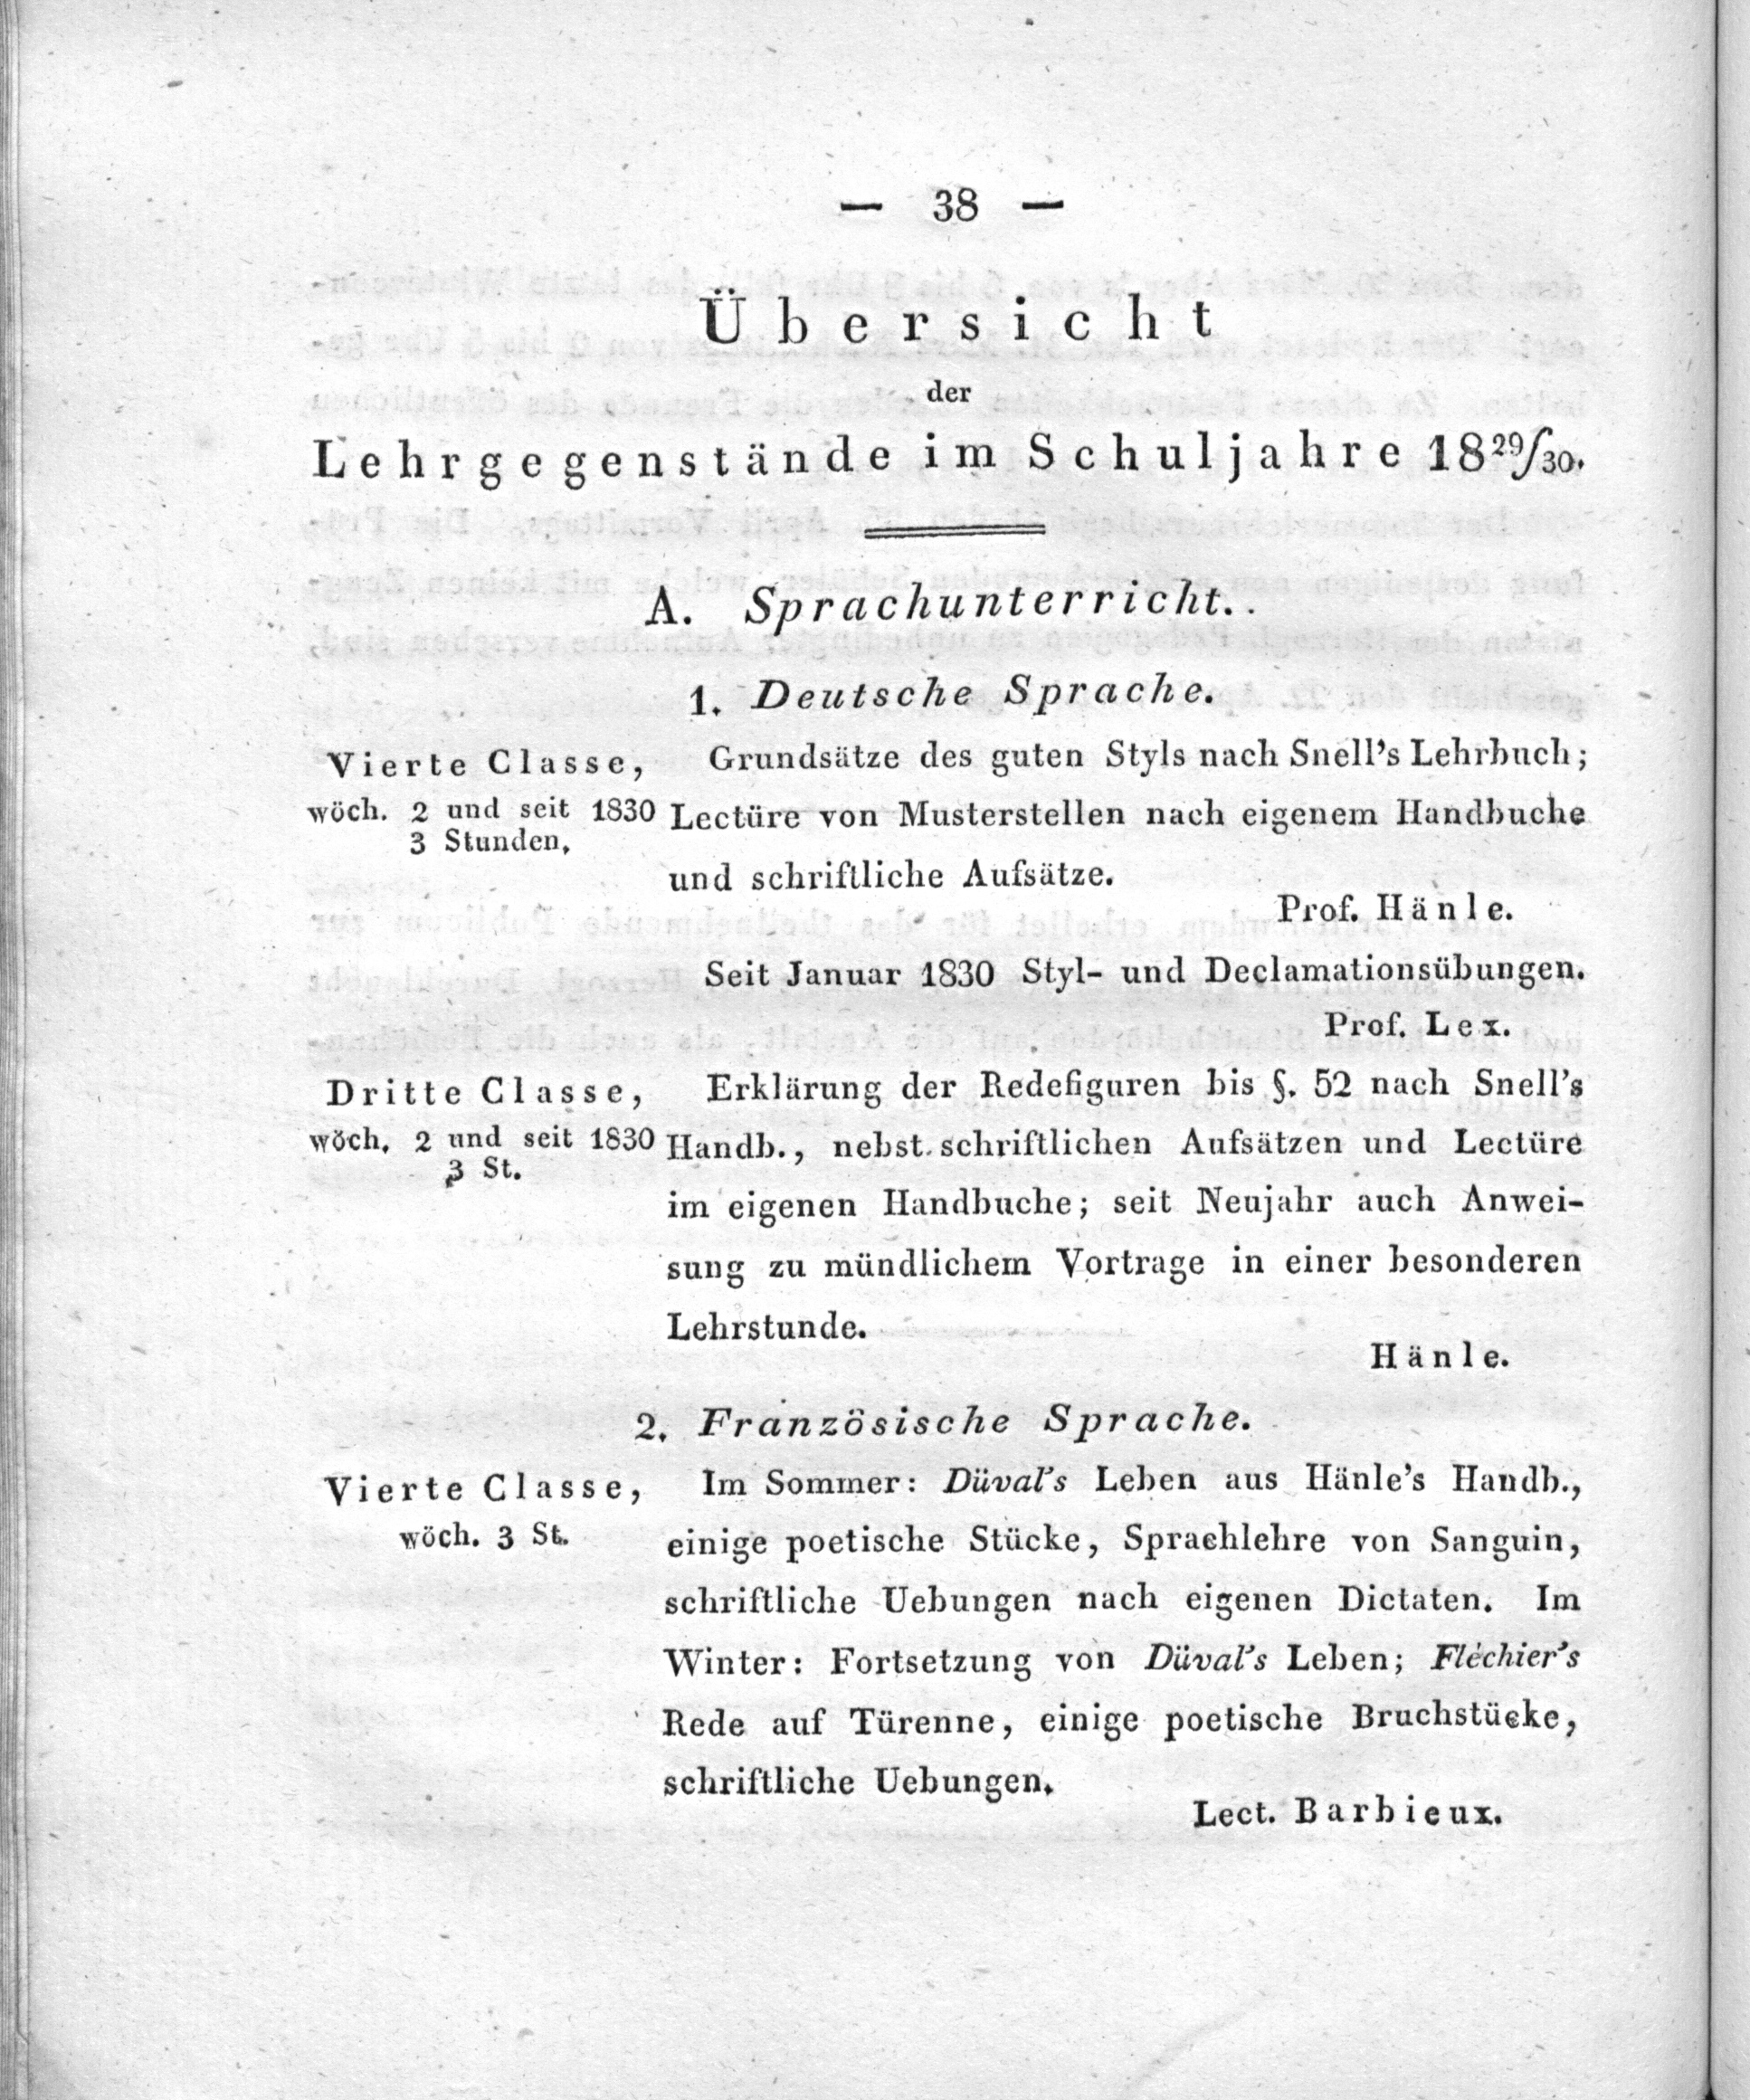 — 38 —
Übersicht
der
Lehrgegenstände im Schuljahre 18²⁹/₃₀.
A. Sprachunterricht.
1. Deutsche Sprache.
Vierte Classe,
wöch. 2 und seit 1830
3 Stunden.
Grundsätze des guten Styls nach Snell's Lehrbuch;
Lectüre von Musterstellen nach eigenem Handbuche
und schriftliche Aufsätze.
Prof. Hänle.
Seit Januar 1830 Styl- und Declamationsübungen.
Prof. Lex.
Dritte Classe,
wöch. 2 und seit 1830
3 St.
Erklärung der Redefiguren bis §. 52 nach Snell's
Handb., nebst schriftlichen Aufsätzen und Lectüre
im eigenen Handbuche; seit Neujahr auch Anwei-
sung zu mündlichem Vortrage in einer besonderen
Lehrstunde.
Hänle.
2. Französische Sprache.
Vierte Classe,
wöch. 3 St.
Im Sommer: Düval's Leben aus Hänle's Handb.,
einige poetische Stücke, Sprachlehre von Sanguin,
schriftliche Uebungen nach eigenen Dictaten. Im
Winter: Fortsetzung von Düval's Leben; Fléchier's
Rede auf Türenne, einige poetische Bruchstücke,
schriftliche Uebungen.
Lect. Barbieux.